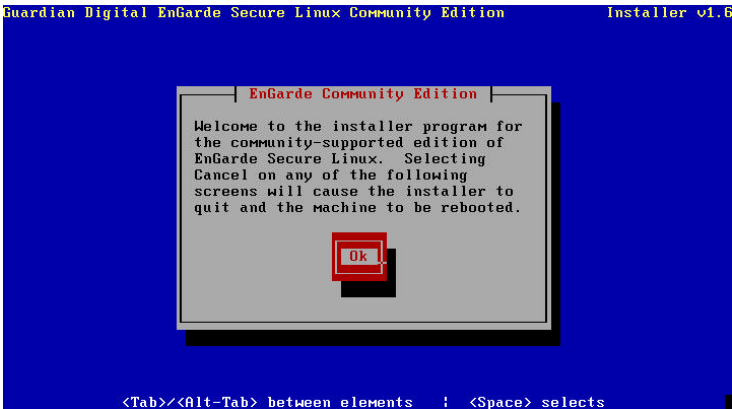 Guardian Digital EnGarde Secure Linux Community Edition Installer v1.6
EnGarde Community Edition
Welcome to the installer program for
the community-supported edition of
EnGarde Secure Linux. Selecting
Cancel on any of the following
screens will cause the installer to
quit and the machine to be rebooted.
Ok
<Tab>/<Alt-Tab> between elements ¦ <Space> selects